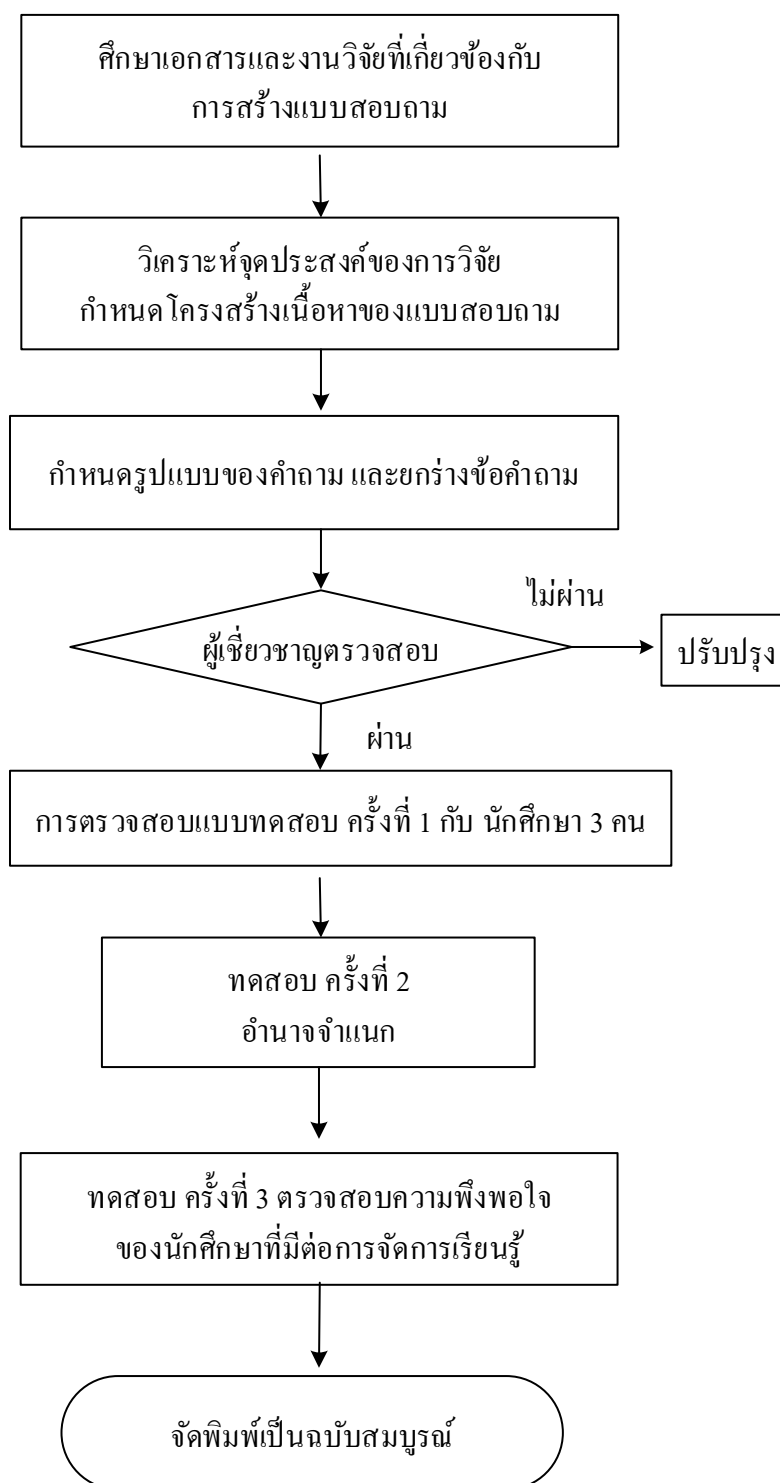 ศึกษาเอกสารและงานวิจัยที่เกี่ยวข้องกับ
การสร้างแบบสอบถาม
วิเคราะห์จุดประสงค์ของการวิจัย
กำหนดโครงสร้างเนื้อหาของแบบสอบถาม
กำหนดรูปแบบของคำถาม และยกร่างข้อคำถาม
ไม่ผ่าน
ผู้เชี่ยวชาญตรวจสอบ
ปรับปรุง
ผ่าน
การตรวจสอบแบบทดสอบ ครั้งที่ 1 กับ นักศึกษา 3 คน
ทดสอบ ครั้งที่ 2
อำนาจจำแนก
ทดสอบ ครั้งที่ 3 ตรวจสอบความพึงพอใจ
ของนักศึกษาที่มีต่อการจัดการเรียนรู้
จัดพิมพ์เป็นฉบับสมบูรณ์